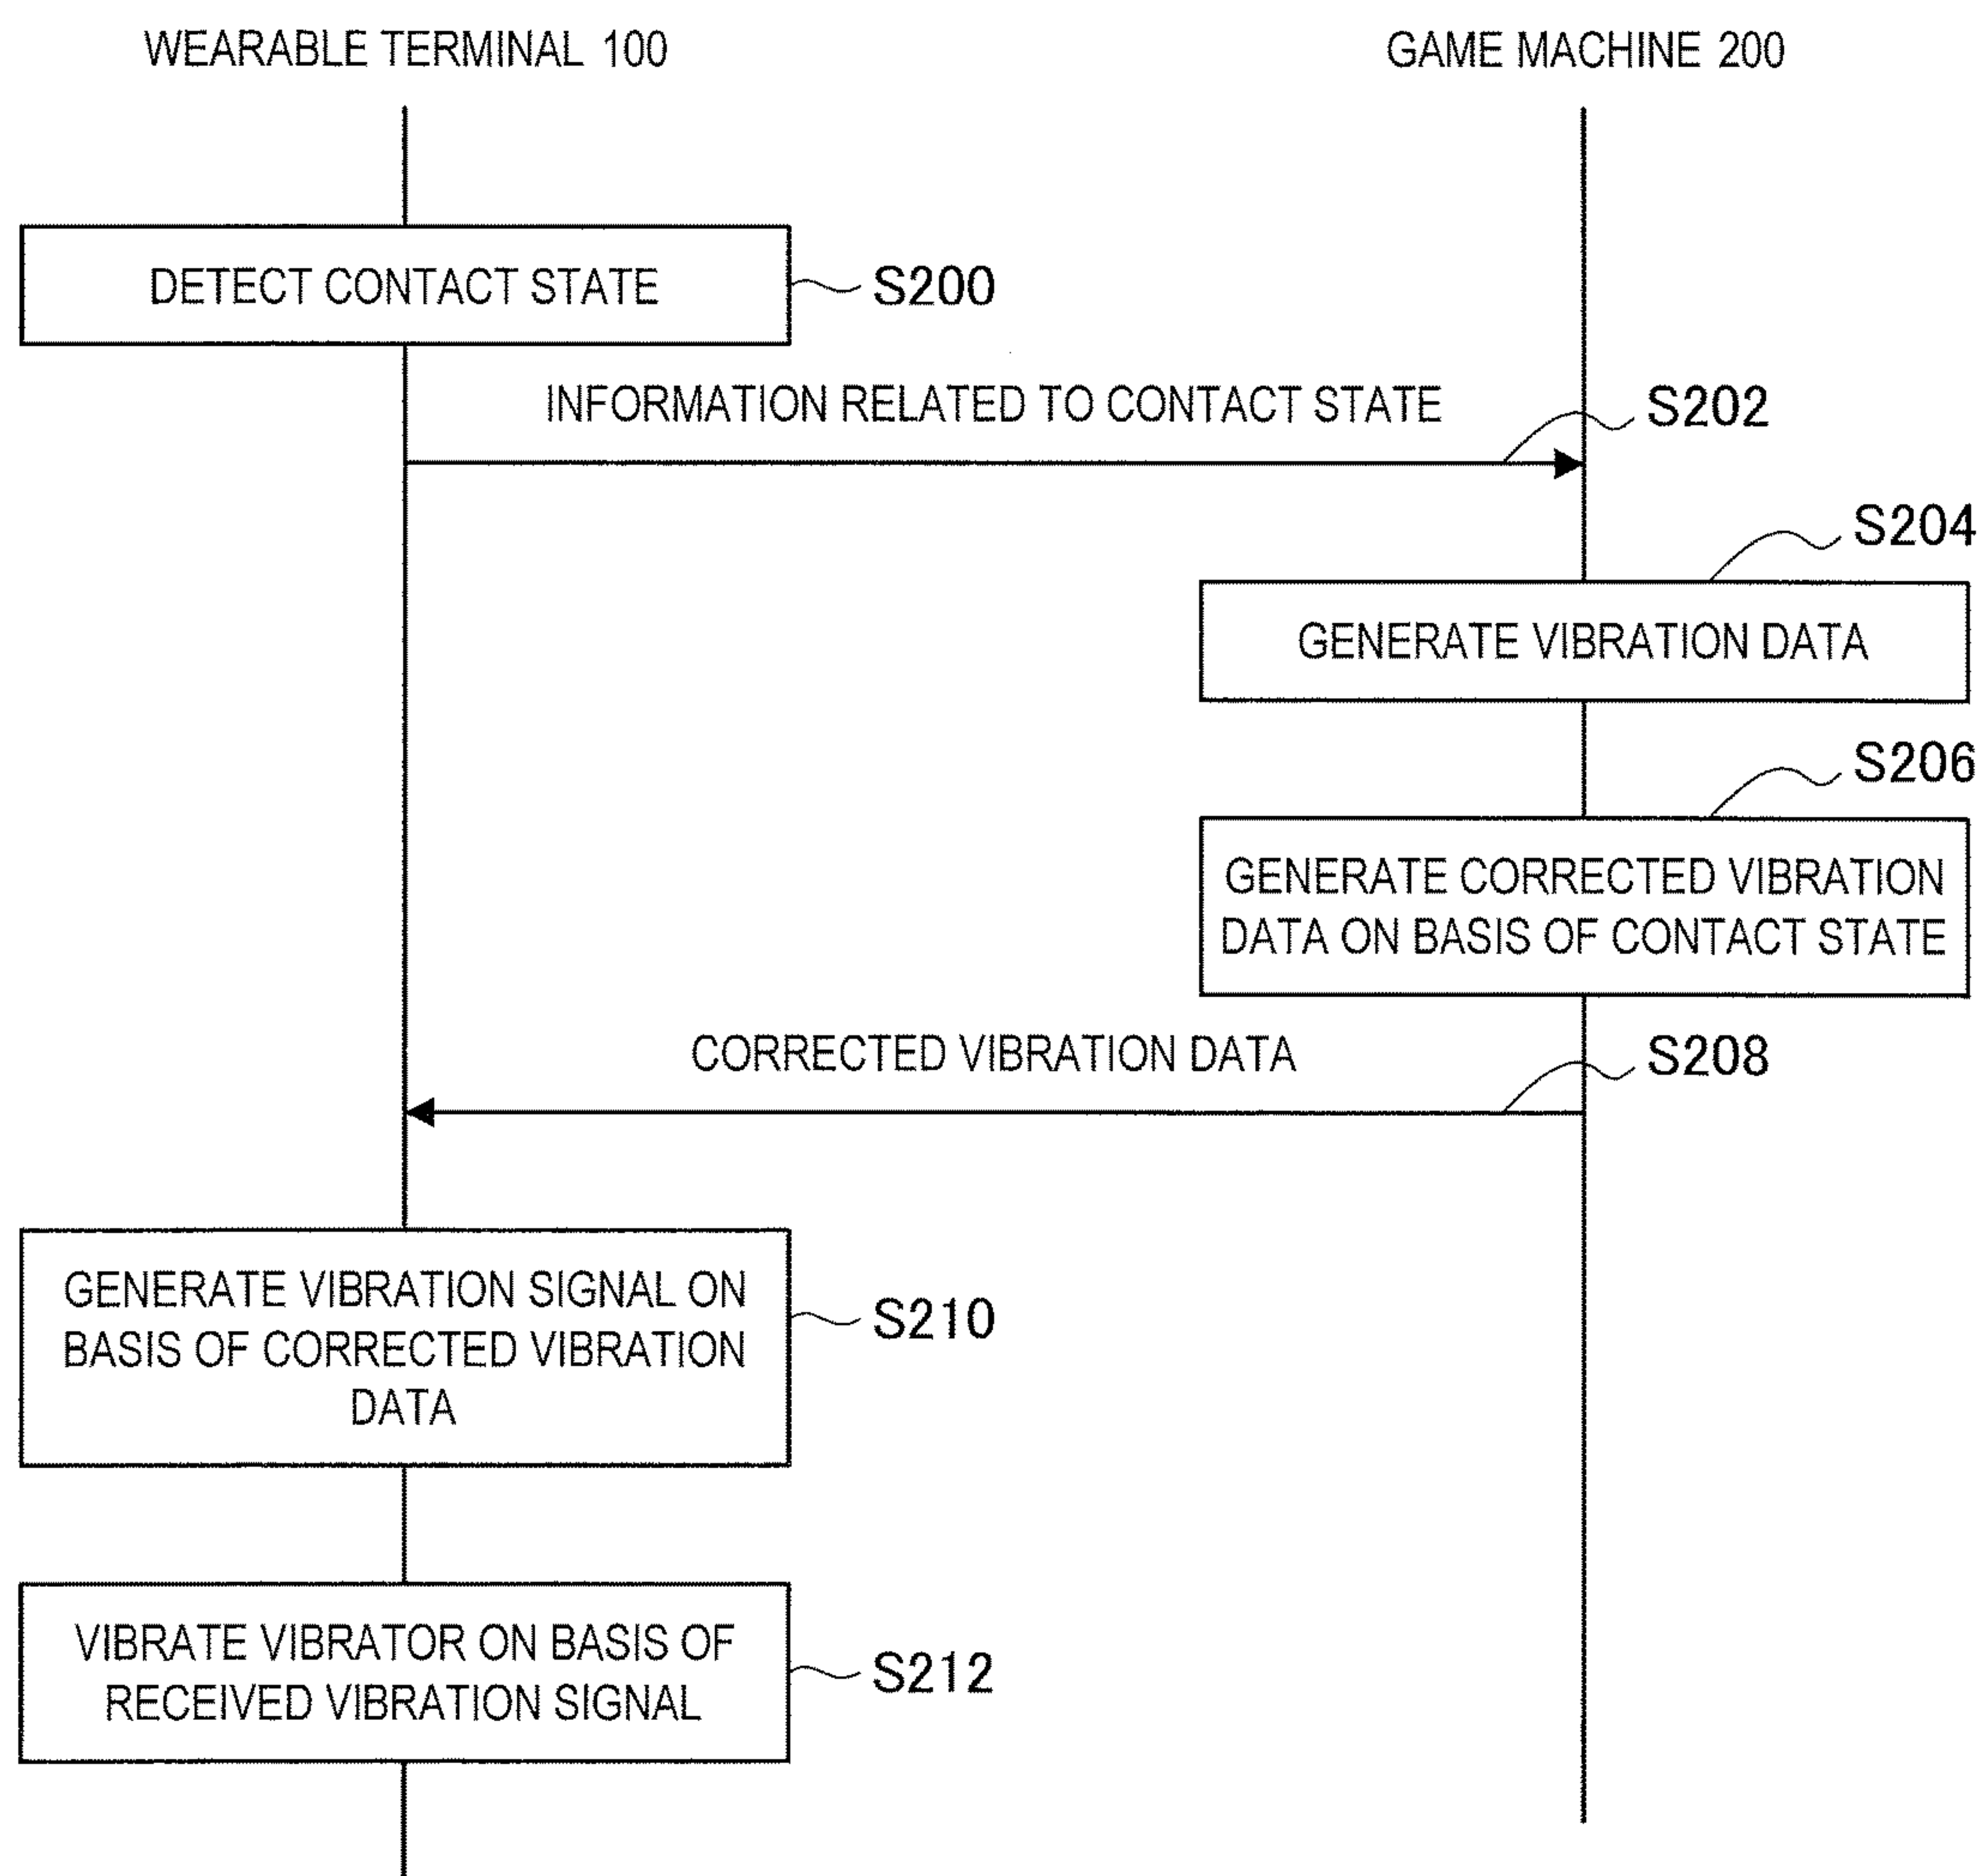 WEARABLE TERMINAL 100
GAME MACHINE 200
DETECT CONTACT STATE
S200
INFORMATION RELATED TO CONTACT STATE
S202
S204
GENERATE VIBRATION DATA
S206
GENERATE CORRECTED VIBRATION
DATA ON BASIS OF CONTACT STATE
CORRECTED VIBRATION DATA
S208
GENERATE VIBRATION SIGNAL ON
BASIS OF CORRECTED VIBRATION
DATA
S210
VIBRATE VIBRATOR ON BASIS OF
RECEIVED VIBRATION SIGNAL
S212